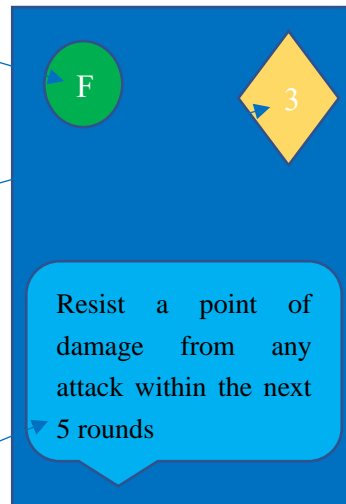 F
3
Resist a point of
damage from any
attack within the next
5 rounds